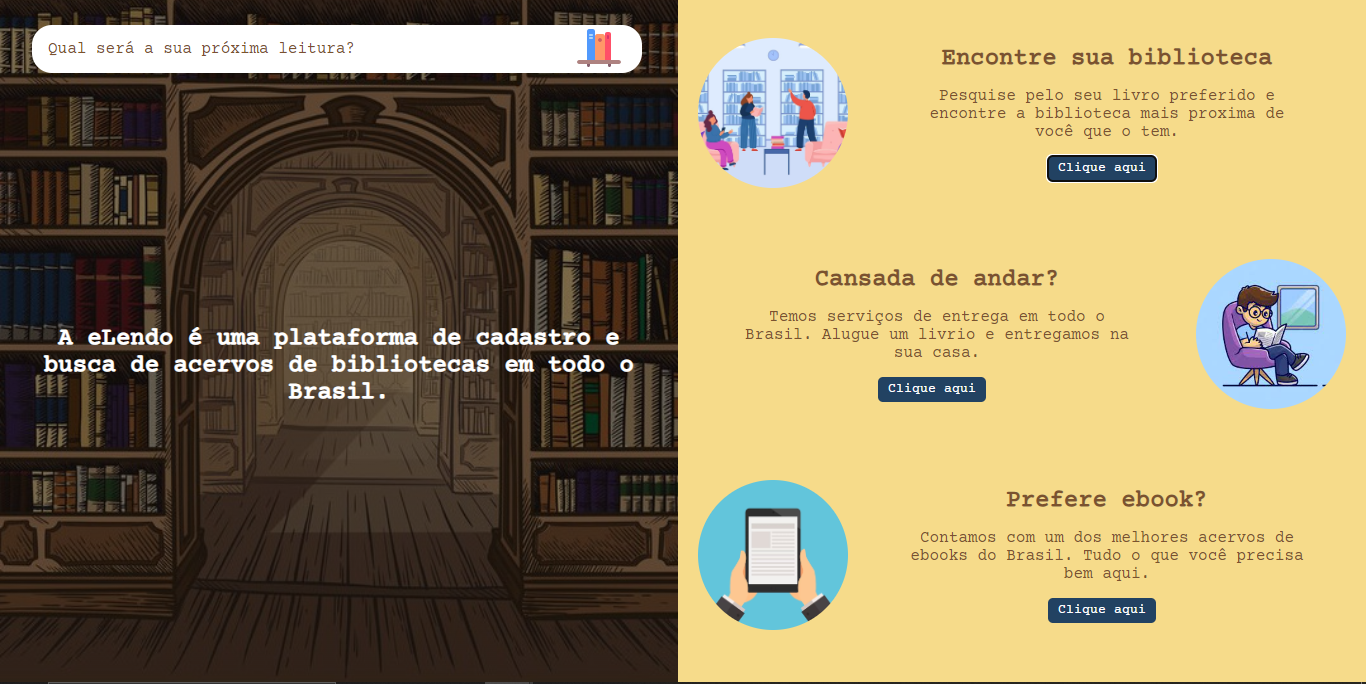 Qual será a sua próxima leitura?
A eLendo é uma plataforma de cadastro e
busca de acervos de bibliotecas em todo o
Brasil.
Encontre sua biblioteca
Pesquise pelo seu livro preferido e
encontre a biblioteca mais proxima de
você que o tem.
Clique aqui
Cansada de andar?
Temos serviços de entrega em todo o
Brasil. Alugue um livrio e entregamos na
sua casa.
Clique aqui
Prefere ebook?
Contamos com um dos melhores acervos de
ebooks do Brasil. Tudo o que você precisa
bem aqui.
Clique aqui